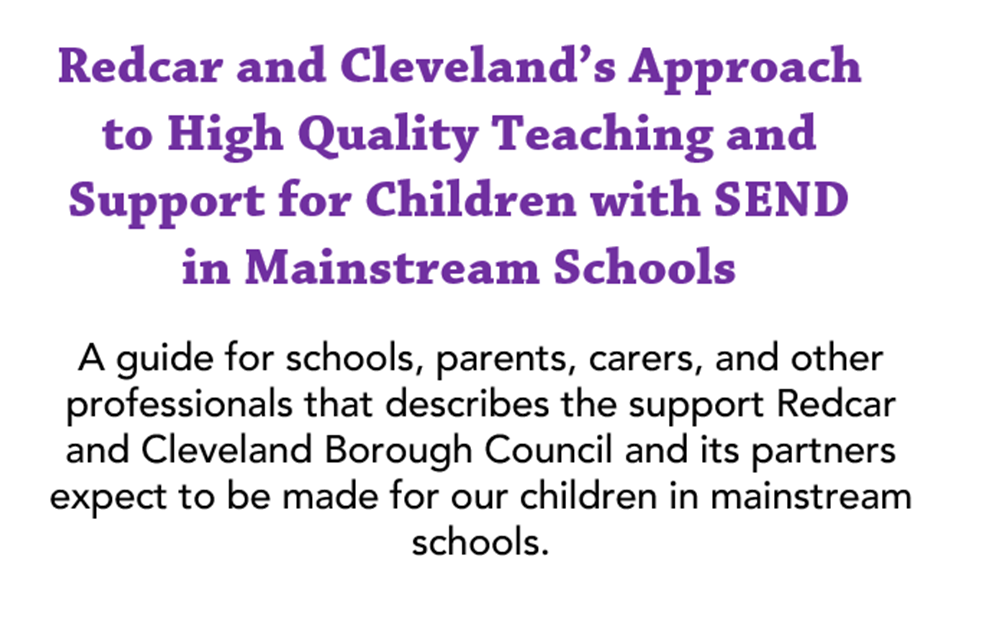 Redcar and Cleveland’s Approach
to High Quality Teaching and
Support for Children with SEND
in Mainstream Schools
A guide for schools, parents, carers, and other
professionals that describes the support Redcar
and Cleveland Borough Council and its partners
expect to be made for our children in mainstream
schools.